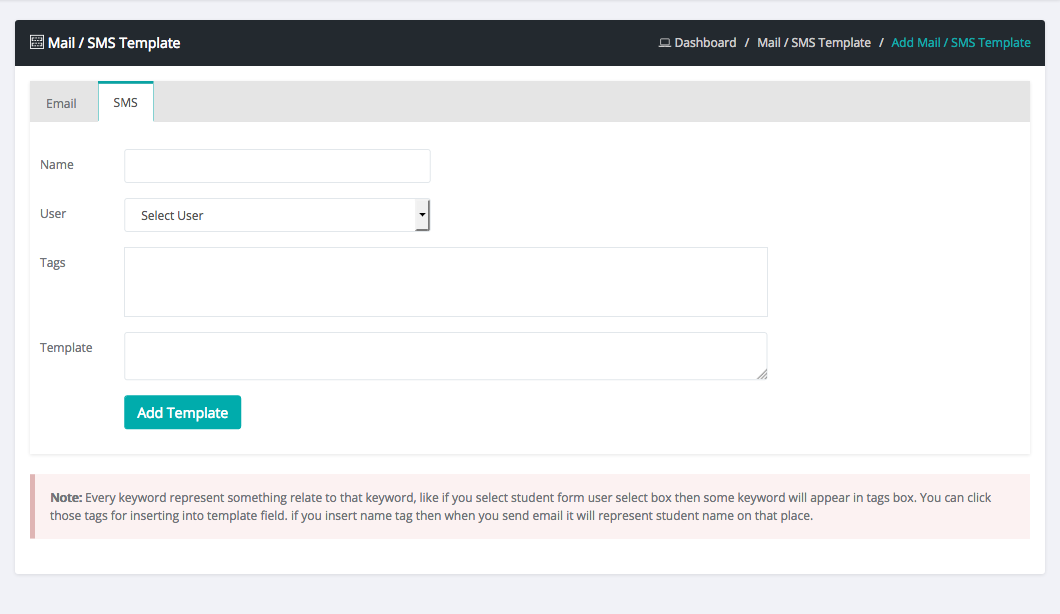 Mail / SMS Template
Dashboard / Mail / SMS Template / Add Mail / SMS Template
Email
SMS
Name
User
Select User
Tags
Template
Add Template
Note: Every keyword represent something relate to that keyword, like if you select student form user select box then some keyword will appear in tags box. You can click
those tags for inserting into template field. if you insert name tag then when you send email it will represent student name on that place.